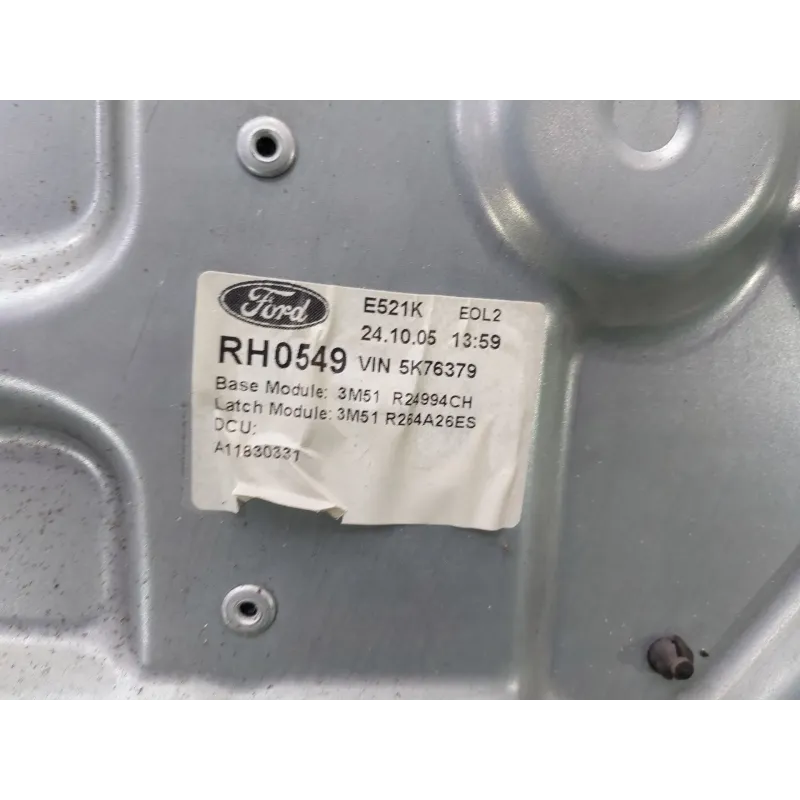 Ford E521K EOL2
24.10.05 13:59
RH0549 VIN 5K76379
Base Module: 3M51 R24994CH
Latch Module: 3M51 R264A26ES
DCU:
A11830331